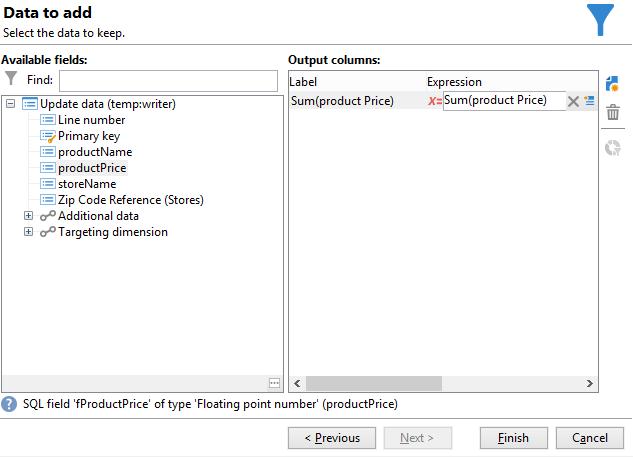 Data to add
Select the data to keep.
Available fields:
Find:
Update data (temp:writer)
Line number
Primary key
productName
productPrice
storeName
Zip Code Reference (Stores)
Additional data
Targeting dimension
Output columns:
Label Expression
Sum(product Price) X= Sum(product Price)
SQL field 'fProductPrice' of type 'Floating point number' (productPrice)
< Previous Next > Finish Cancel